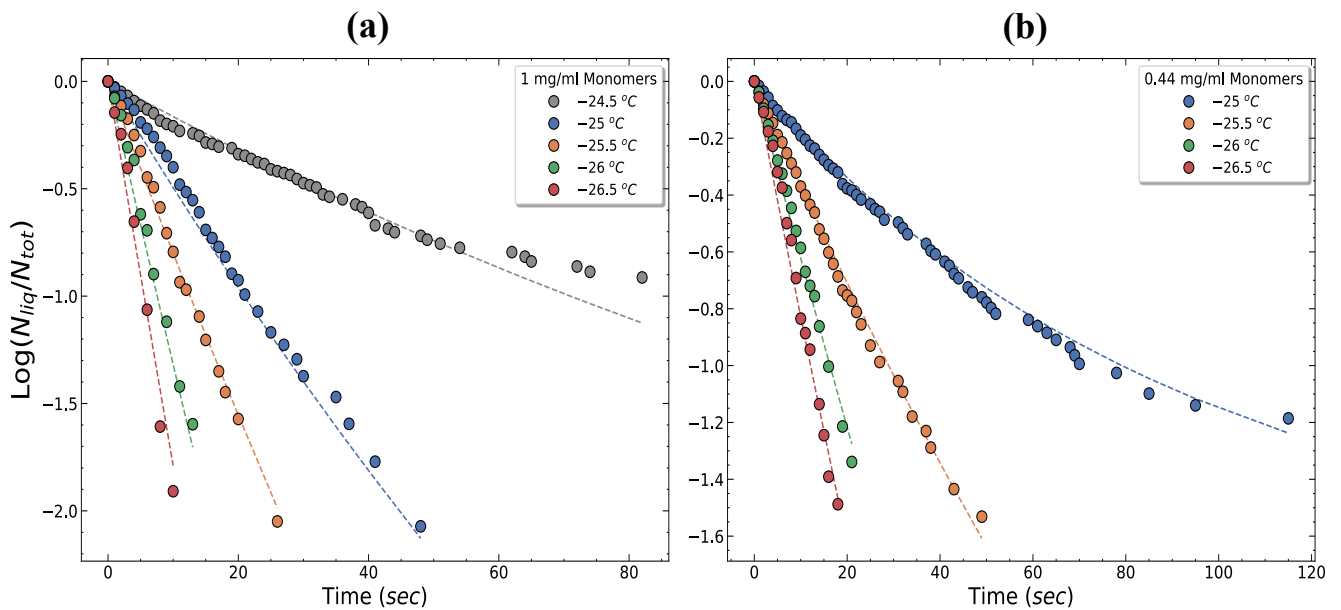 (a)
(b)
1 mg/ml Monomers
−24.5 °C
−25 °C
−25.5 °C
−26 °C
−26.5 °C
0.0
−0.5
−1.0
−1.5
−2.0
Log(N_liq/N_tot)
0 20 40 60 80
Time (sec)
0.44 mg/ml Monomers
−25 °C
−25.5 °C
−26 °C
−26.5 °C
0.0
−0.2
−0.4
−0.6
−0.8
−1.0
−1.2
−1.4
−1.6
0 20 40 60 80 100 120
Time (sec)